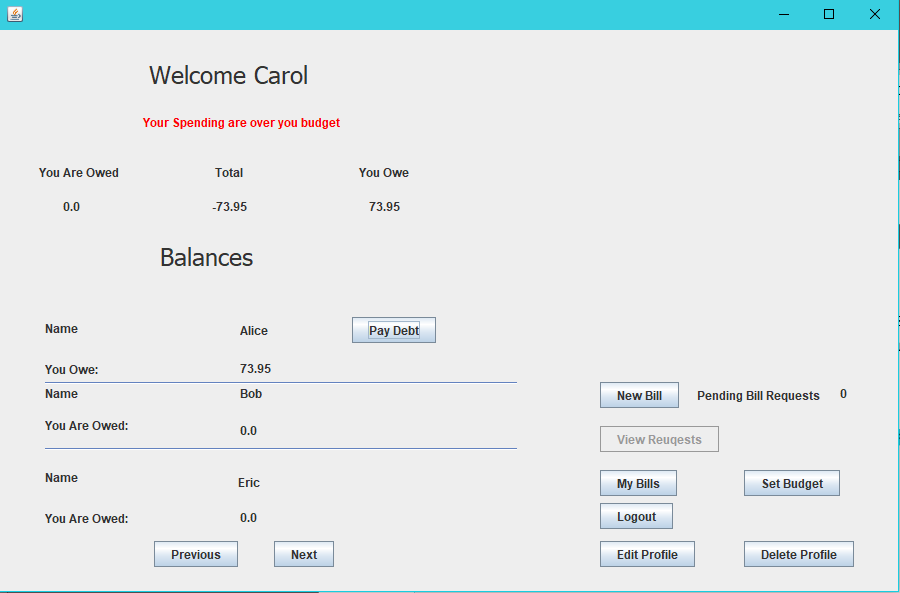 Welcome Carol
Your Spending are over you budget
You Are Owed Total You Owe
0.0 -73.95 73.95
Balances
Name Alice Pay Debt
You Owe: 73.95
Name Bob
You Are Owed: 0.0
Name Eric
You Are Owed: 0.0
Previous Next
New Bill Pending Bill Requests 0
View Reuqests
My Bills Set Budget
Logout
Edit Profile Delete Profile